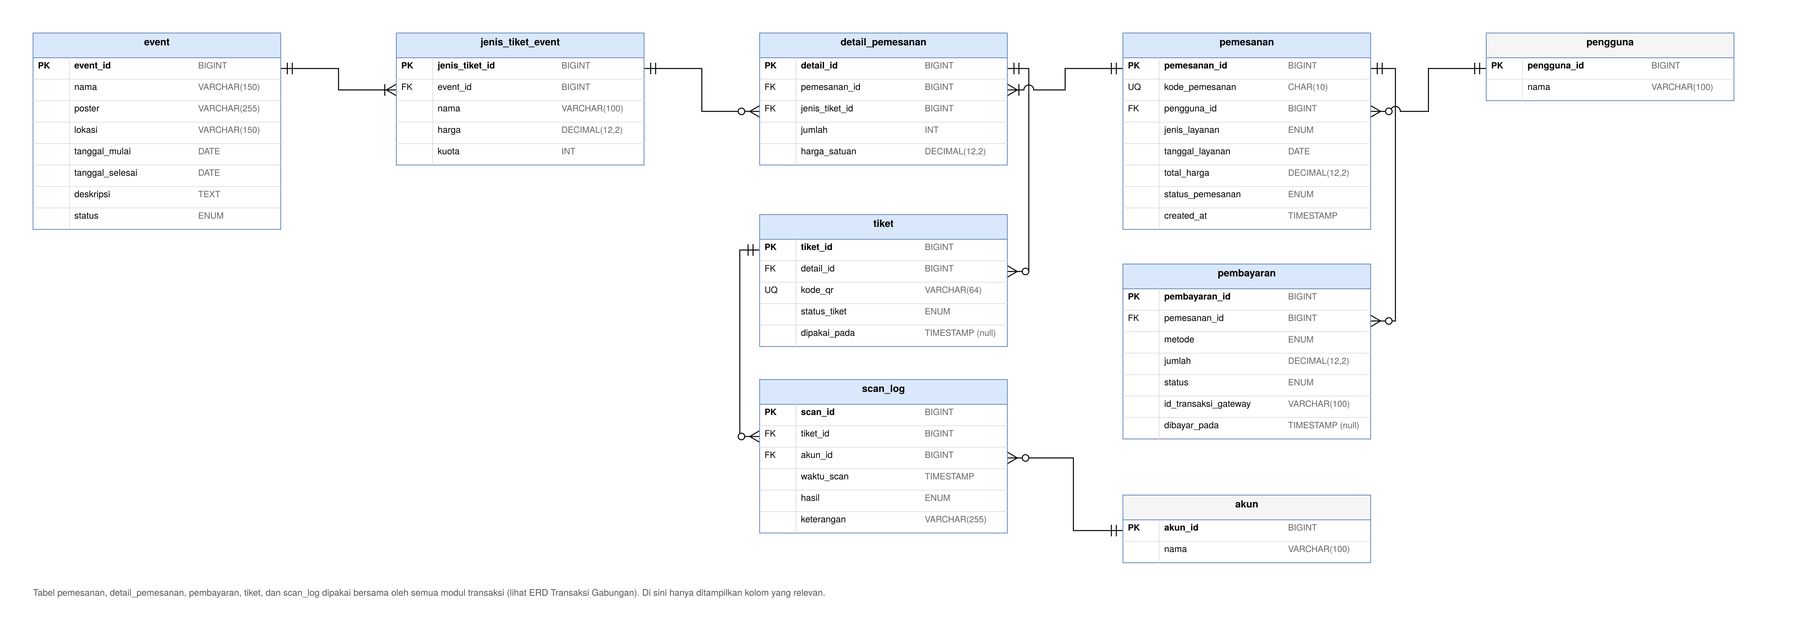 event
PK event_id BIGINT
nama VARCHAR(150)
poster VARCHAR(255)
lokasi VARCHAR(150)
tanggal_mulai DATE
tanggal_selesai DATE
deskripsi TEXT
status ENUM
jenis_tiket_event
PK jenis_tiket_id BIGINT
FK event_id BIGINT
nama VARCHAR(100)
harga DECIMAL(12,2)
kuota INT
detail_pemesanan
PK detail_id BIGINT
FK pemesanan_id BIGINT
FK jenis_tiket_id BIGINT
jumlah INT
harga_satuan DECIMAL(12,2)
pemesanan
PK pemesanan_id BIGINT
UQ kode_pemesanan CHAR(10)
FK pengguna_id BIGINT
jenis_layanan ENUM
tanggal_layanan DATE
total_harga DECIMAL(12,2)
status_pemesanan ENUM
created_at TIMESTAMP
pengguna
PK pengguna_id BIGINT
nama VARCHAR(100)
tiket
PK tiket_id BIGINT
FK detail_id BIGINT
UQ kode_qr VARCHAR(64)
status_tiket ENUM
dipakai_pada TIMESTAMP (null)
pembayaran
PK pembayaran_id BIGINT
FK pemesanan_id BIGINT
metode ENUM
jumlah DECIMAL(12,2)
status ENUM
id_transaksi_gateway VARCHAR(100)
dibayar_pada TIMESTAMP (null)
scan_log
PK scan_id BIGINT
FK tiket_id BIGINT
FK akun_id BIGINT
waktu_scan TIMESTAMP
hasil ENUM
keterangan VARCHAR(255)
akun
PK akun_id BIGINT
nama VARCHAR(100)
Tabel pemesanan, detail_pemesanan, pembayaran, tiket, dan scan_log dipakai bersama oleh semua modul transaksi (lihat ERD Transaksi Gabungan). Di sini hanya ditampilkan kolom yang relevan.